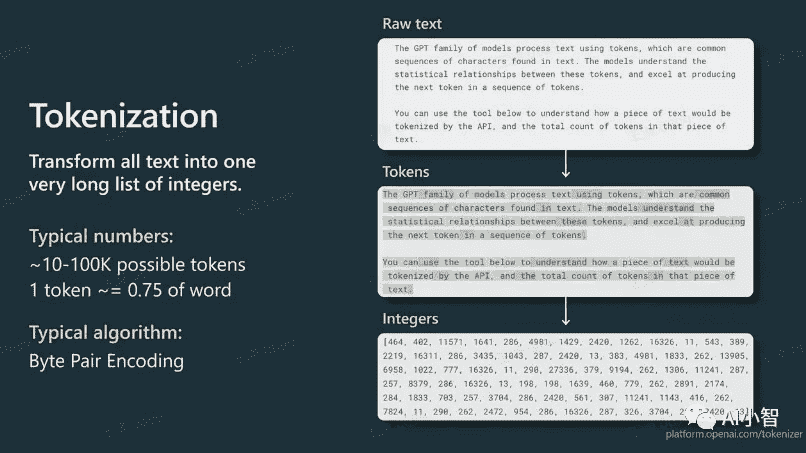 Tokenization
Transform all text into one
very long list of integers.
Typical numbers:
~10-100K possible tokens
1 token ~= 0.75 of word
Typical algorithm:
Byte Pair Encoding
Raw text
The GPT family of models process text using tokens, which are common
sequences of characters found in text. The models understand the
statistical relationships between these tokens, and excel at producing
the next token in a sequence of tokens.
You can use the tool below to understand how a piece of text would be
tokenized by the API, and the total count of tokens in that piece of
text.
Tokens
The GPT family of models process text using tokens, which are common
sequences of characters found in text. The models understand the
statistical relationships between these tokens, and excel at producing
the next token in a sequence of tokens.
You can use the tool below to understand how a piece of text would be
tokenized by the API, and the total count of tokens in that piece of
text.
Integers
[464, 402, 11571, 1641, 286, 4981, 1429, 2420, 1262, 16326, 11, 543, 389,
2219, 16311, 286, 3435, 1043, 287, 2420, 13, 383, 4981, 1833, 262, 13905,
6958, 1022, 777, 16326, 11, 290, 27336, 379, 9194, 262, 1306, 11241, 287,
257, 8379, 286, 16326, 13, 198, 198, 1639, 460, 779, 262, 2891, 2174,
284, 1833, 703, 257, 3704, 286, 2420, 561, 307, 11241, 1143, 416, 262,
7824, 11, 290, 262, 2472, 954, 286, 16326, 287, 326, 3704
AI小智
platform.openai.com/tokenizer